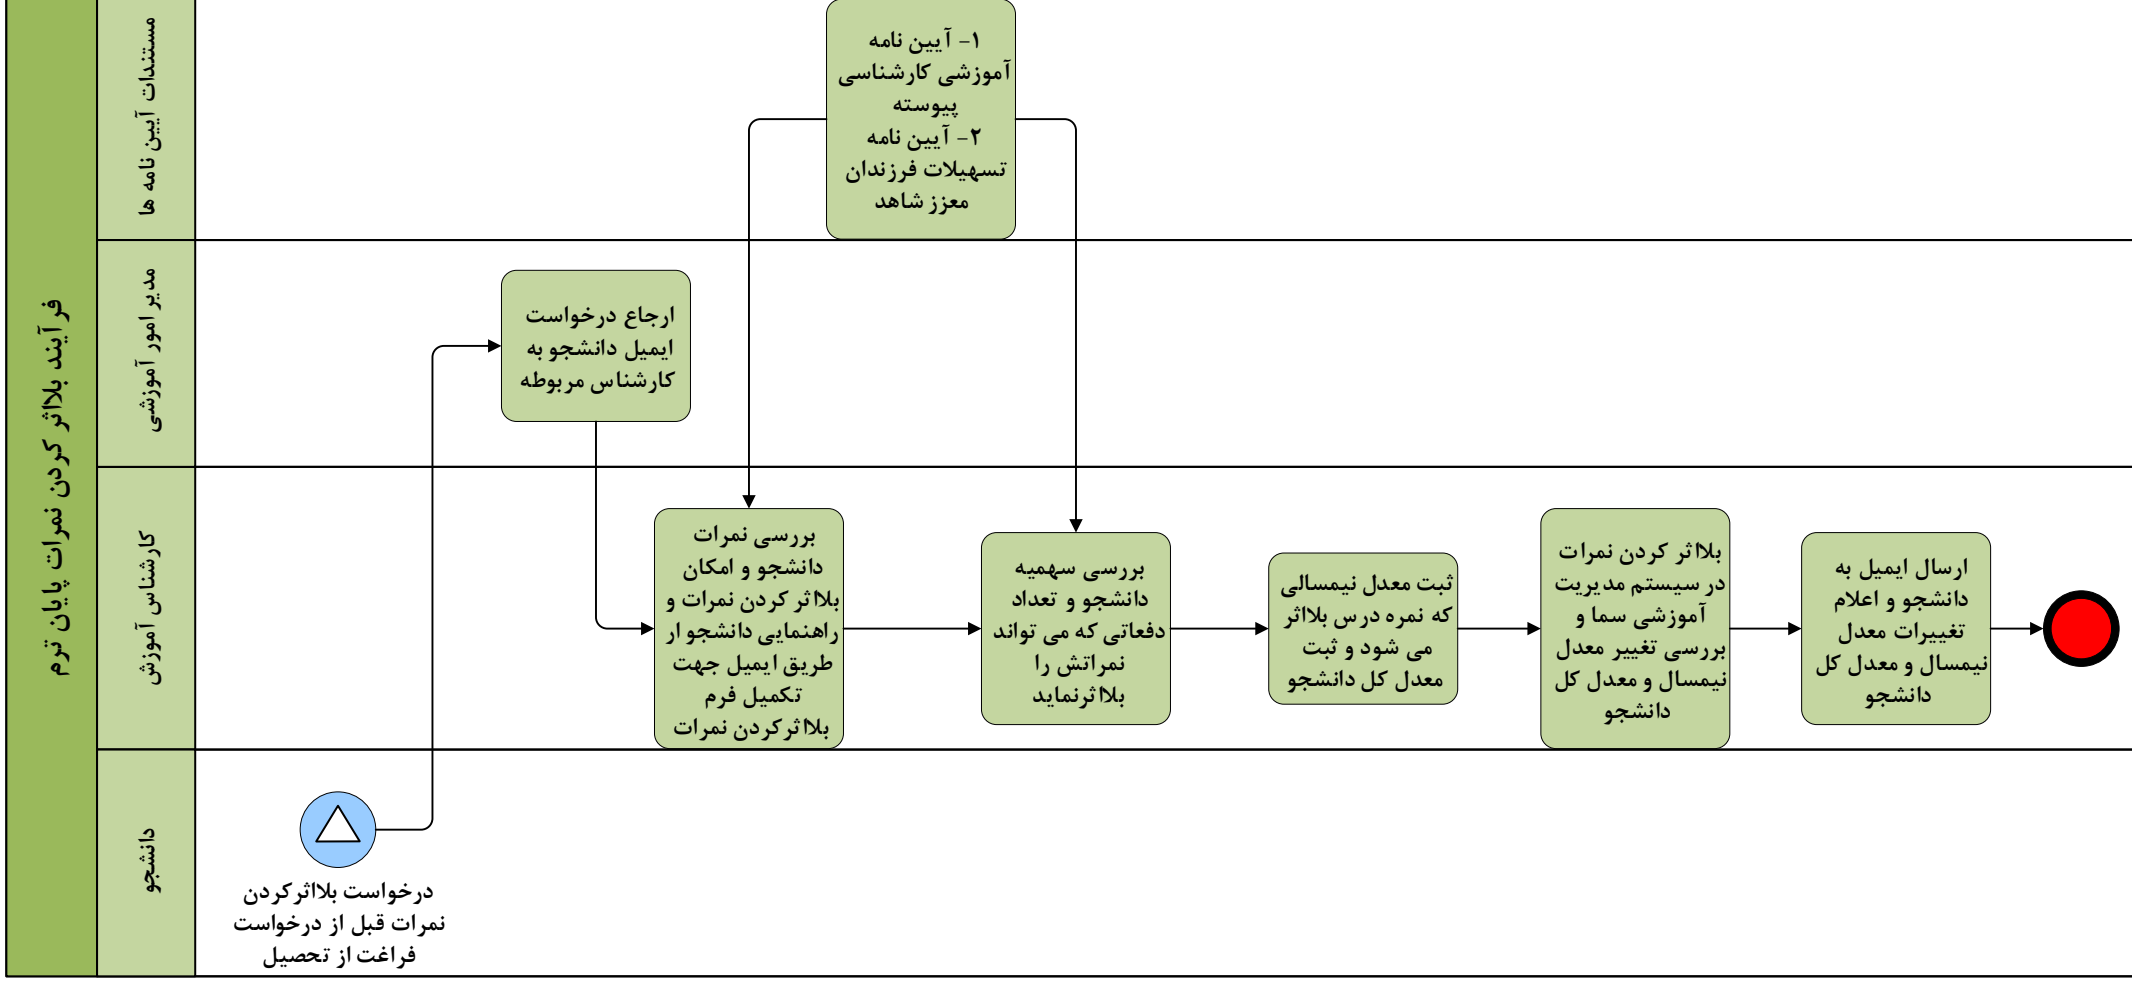 فرآیند بلااثر کردن نمرات پایان ترم
مستندات آیین نامه ها
۱- آیین نامه
آموزشی کارشناسی
پیوسته
۲- آیین نامه
تسهیلات فرزندان
معزز شاهد
مدیر امور آموزشی
ارجاع درخواست
ایمیل دانشجو به
کارشناس مربوطه
کارشناس آموزش
بررسی نمرات
دانشجو و امکان
بلااثر کردن نمرات و
راهنمایی دانشجو از
طریق ایمیل جهت
تکمیل فرم
بلااثرکردن نمرات
بررسی سهمیه
دانشجو و تعداد
دفعاتی که می تواند
نمراتش را
بلااثرنماید
ثبت معدل نیمسالی
که نمره درس بلااثر
می شود و ثبت
معدل کل دانشجو
بلااثر کردن نمرات
در سیستم مدیریت
آموزشی سما و
بررسی تغییر معدل
نیمسال و معدل کل
دانشجو
ارسال ایمیل به
دانشجو و اعلام
تغییرات معدل
نیمسال و معدل کل
دانشجو
دانشجو
درخواست بلااثرکردن
نمرات قبل از درخواست
فراغت از تحصیل